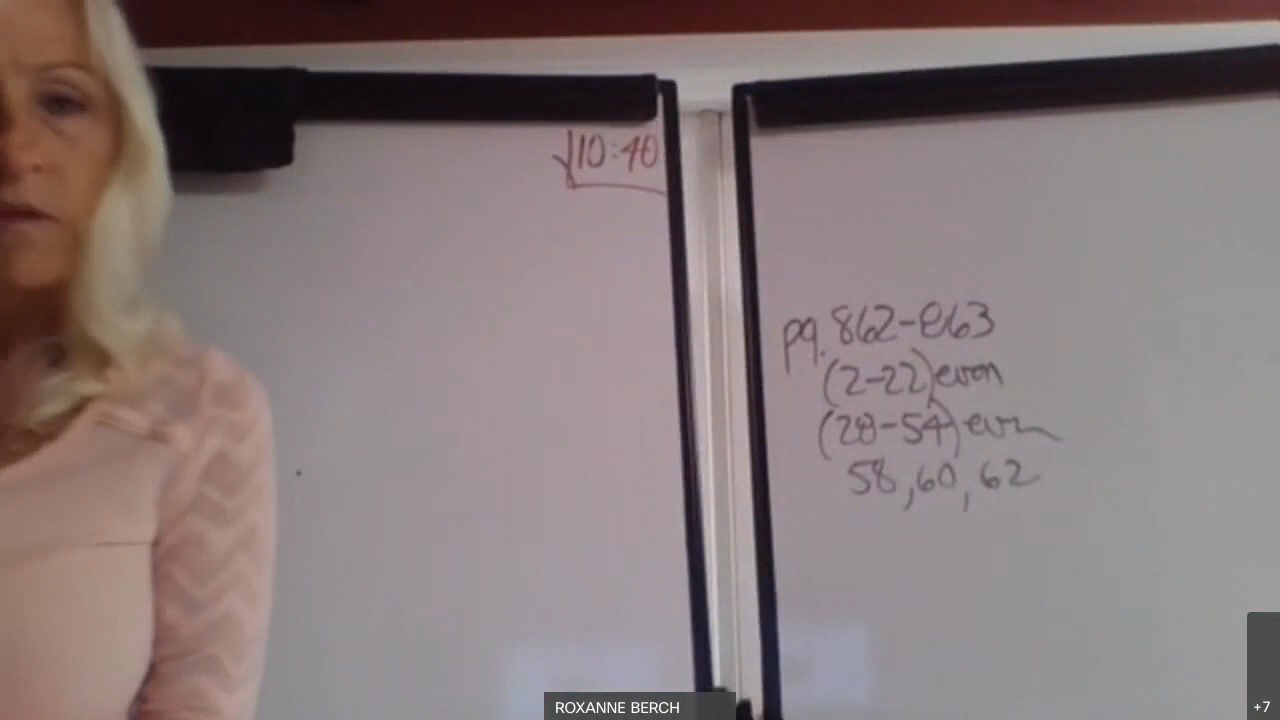 √10:40
pg. 862-863
(2-22) even
(28-54) even
58, 60, 62
ROXANNE BERCH
+7